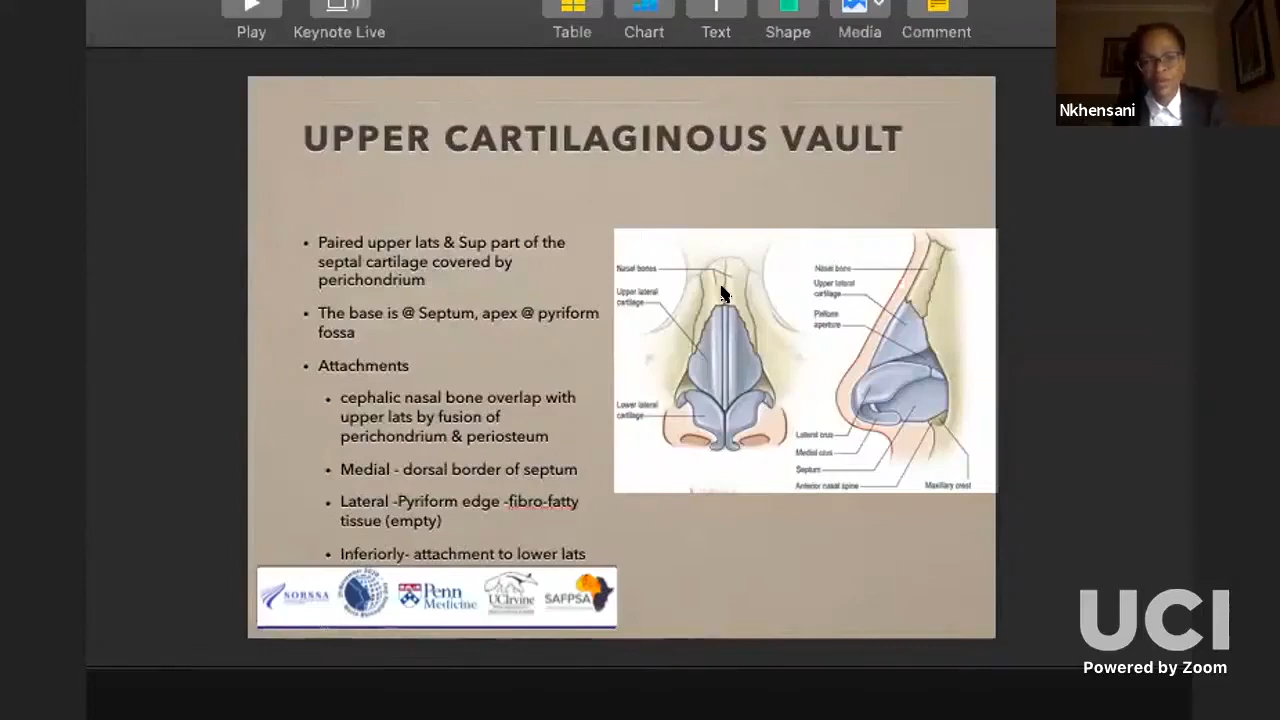 Play
Keynote Live
Table
Chart
Text
Shape
Media
Comment
Nkhensani
UPPER CARTILAGINOUS VAULT
• Paired upper lats & Sup part of the
septal cartilage covered by
perichondrium
• The base is @ Septum, apex @ pyriform
fossa
• Attachments
• cephalic nasal bone overlap with
upper lats by fusion of
perichondrium & periosteum
• Medial - dorsal border of septum
• Lateral -Pyriform edge -fibro-fatty
tissue (empty)
• Inferiorly- attachment to lower lats
Nasal bones
Upper lateral
cartilage
Lower lateral
cartilage
Nasal bone
Upper lateral
cartilage
Piriform
aperture
Lateral crus
Medial crus
Septum
Anterior nasal spine
Maxillary crest
NORSSA
Penn
Medicine
UCIrvine
SAFPSA
UCI
Powered by Zoom